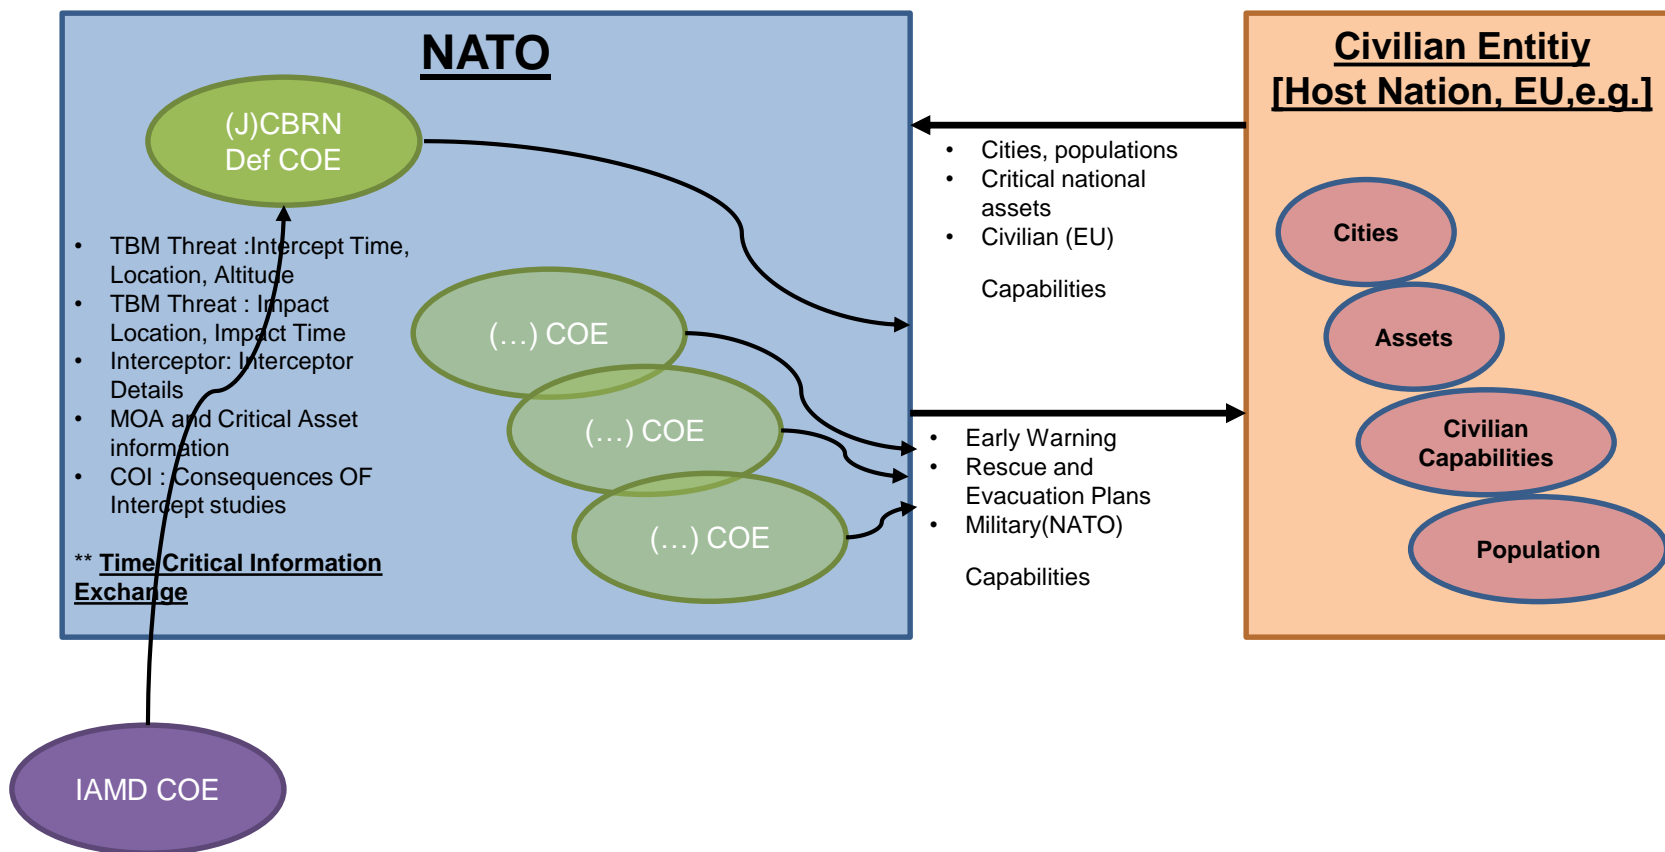 NATO
(J)CBRN
Def COE
• TBM Threat :Intercept Time,
Location, Altitude
• TBM Threat : Impact
Location, Impact Time
• Interceptor: Interceptor
Details
• MOA and Critical Asset
information
• COI : Consequences OF
Intercept studies
** Time Critical Information
Exchange
(…) COE
(…) COE
(…) COE
IAMD COE
• Cities, populations
• Critical national
assets
• Civilian (EU)
Capabilities
• Early Warning
• Rescue and
Evacuation Plans
• Military(NATO)
Capabilities
Civilian Entitiy
[Host Nation, EU,e.g.]
Cities
Assets
Civilian
Capabilities
Population